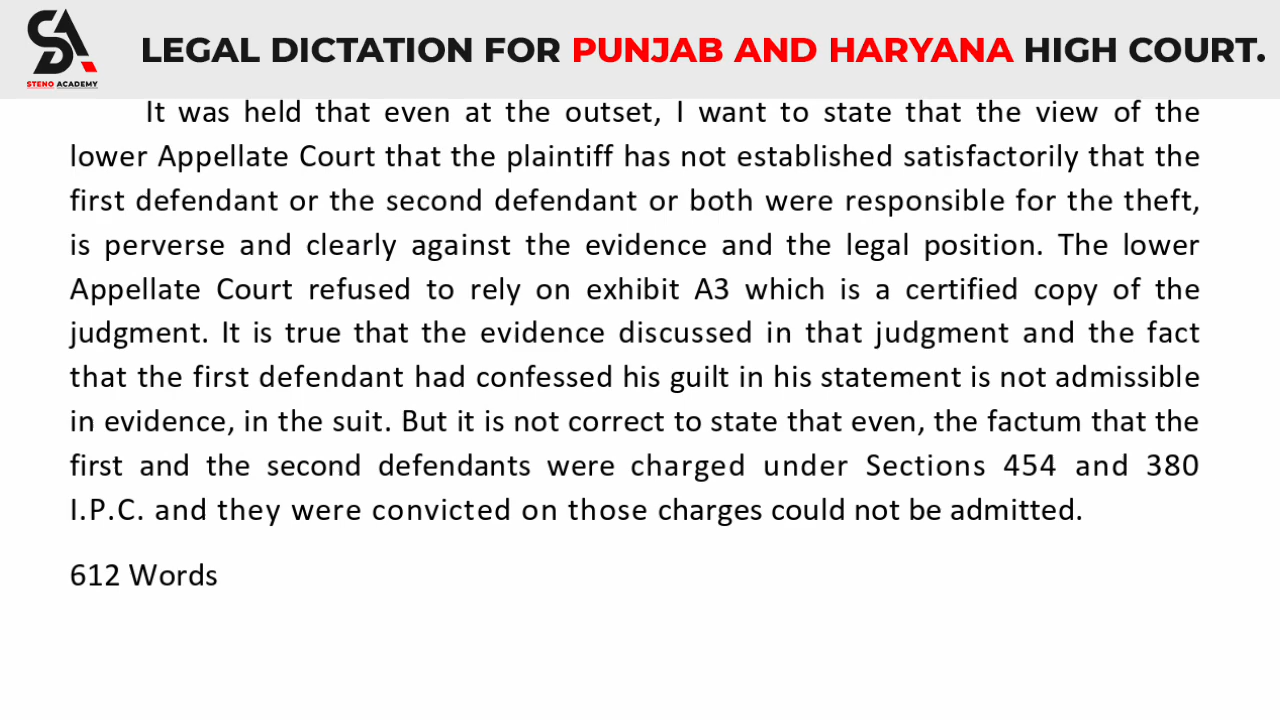 STENO ACADEMY
LEGAL DICTATION FOR PUNJAB AND HARYANA HIGH COURT.
It was held that even at the outset, I want to state that the view of the
lower Appellate Court that the plaintiff has not established satisfactorily that the
first defendant or the second defendant or both were responsible for the theft,
is perverse and clearly against the evidence and the legal position. The lower
Appellate Court refused to rely on exhibit A3 which is a certified copy of the
judgment. It is true that the evidence discussed in that judgment and the fact
that the first defendant had confessed his guilt in his statement is not admissible
in evidence, in the suit. But it is not correct to state that even, the factum that the
first and the second defendants were charged under Sections 454 and 380
I.P.C. and they were convicted on those charges could not be admitted.
612 Words